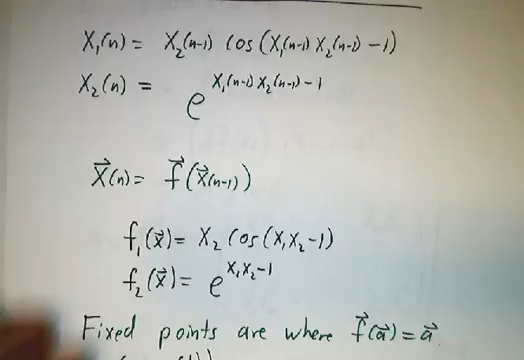 X₁(n) = X₂(n-1) cos(X₁(n-1) X₂(n-1) - 1)
X₂(n) = e^{X₁(n-1) X₂(n-1) - 1}
X⃗(n) = f⃗(X⃗(n-1))
f₁(x⃗) = X₂ cos(X₁X₂-1)
f₂(x⃗) = e^{X₁X₂-1}
Fixed points are where f⃗(a⃗) = a⃗